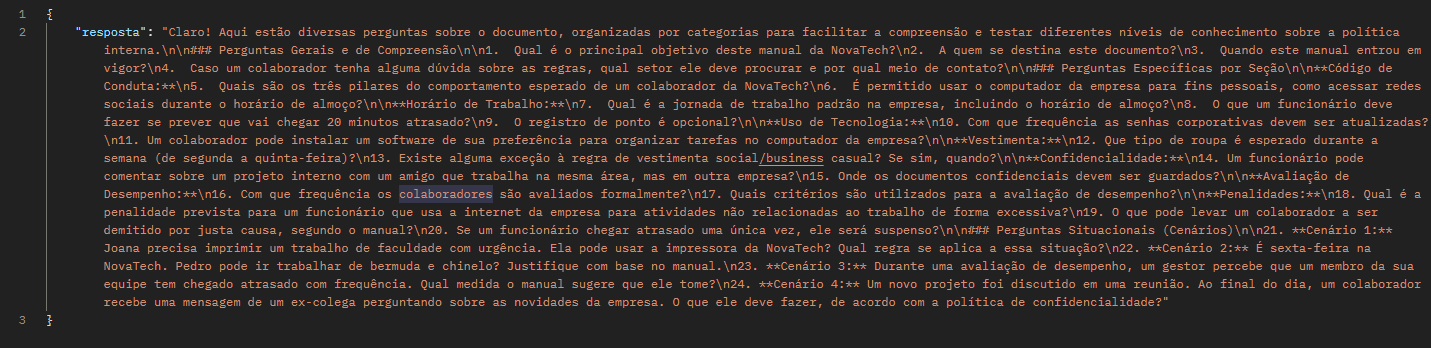 1 {
2 "resposta": "Claro! Aqui estão diversas perguntas sobre o documento, organizadas por categorias para facilitar a compreensão e testar diferentes níveis de conhecimento sobre a política
interna.\n\n### Perguntas Gerais e de Compreensão\n\n1.  Qual é o principal objetivo deste manual da NovaTech?\n2.  A quem se destina este documento?\n3.  Quando este manual entrou em
vigor?\n4.  Caso um colaborador tenha alguma dúvida sobre as regras, qual setor ele deve procurar e por qual meio de contato?\n\n### Perguntas Específicas por Seção\n\n**Código de
Conduta:**\n5.  Quais são os três pilares do comportamento esperado de um colaborador da NovaTech?\n6.  É permitido usar o computador da empresa para fins pessoais, como acessar redes
sociais durante o horário de almoço?\n\n**Horário de Trabalho:**\n7.  Qual é a jornada de trabalho padrão na empresa, incluindo o horário de almoço?\n8.  O que um funcionário deve
fazer se prever que vai chegar 20 minutos atrasado?\n9.  O registro de ponto é opcional?\n\n**Uso de Tecnologia:**\n10. Com que frequência as senhas corporativas devem ser atualizadas?
\n11. Um colaborador pode instalar um software de sua preferência para organizar tarefas no computador da empresa?\n\n**Vestimenta:**\n12. Que tipo de roupa é esperado durante a
semana (de segunda a quinta-feira)?\n13. Existe alguma exceção à regra de vestimenta social/business casual? Se sim, quando?\n\n**Confidencialidade:**\n14. Um funcionário pode
comentar sobre um projeto interno com um amigo que trabalha na mesma área, mas em outra empresa?\n15. Onde os documentos confidenciais devem ser guardados?\n\n**Avaliação de
Desempenho:**\n16. Com que frequência os colaboradores são avaliados formalmente?\n17. Quais critérios são utilizados para a avaliação de desempenho?\n\n**Penalidades:**\n18. Qual é a
penalidade prevista para um funcionário que usa a internet da empresa para atividades não relacionadas ao trabalho de forma excessiva?\n19. O que pode levar um colaborador a ser
demitido por justa causa, segundo o manual?\n20. Se um funcionário chegar atrasado uma única vez, ele será suspenso?\n\n### Perguntas Situacionais (Cenários)\n\n21. **Cenário 1:**
Joana precisa imprimir um trabalho de faculdade com urgência. Ela pode usar a impressora da NovaTech? Qual regra se aplica a essa situação?\n22. **Cenário 2:** É sexta-feira na
NovaTech. Pedro pode ir trabalhar de bermuda e chinelo? Justifique com base no manual.\n23. **Cenário 3:** Durante uma avaliação de desempenho, um gestor percebe que um membro da sua
equipe tem chegado atrasado com frequência. Qual medida o manual sugere que ele tome?\n24. **Cenário 4:** Um novo projeto foi discutido em uma reunião. Ao final do dia, um colaborador
recebe uma mensagem de um ex-colega perguntando sobre as novidades da empresa. O que ele deve fazer, de acordo com a política de confidencialidade?"
3 }